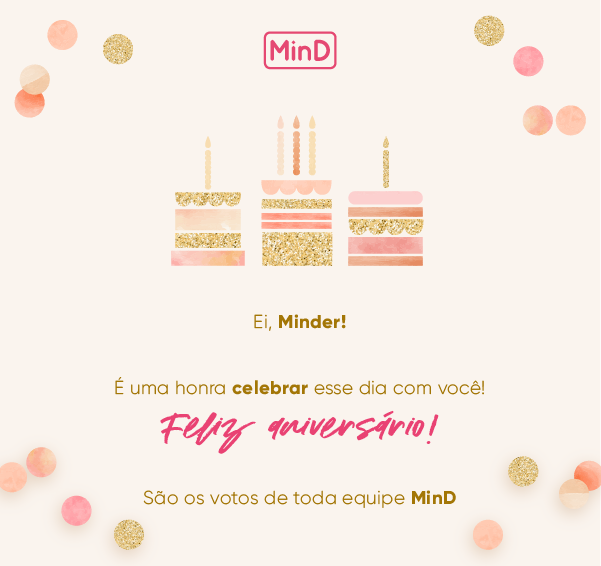 MinD
Ei, Minder!
É uma honra celebrar esse dia com você!
Feliz aniversário!
São os votos de toda equipe MinD